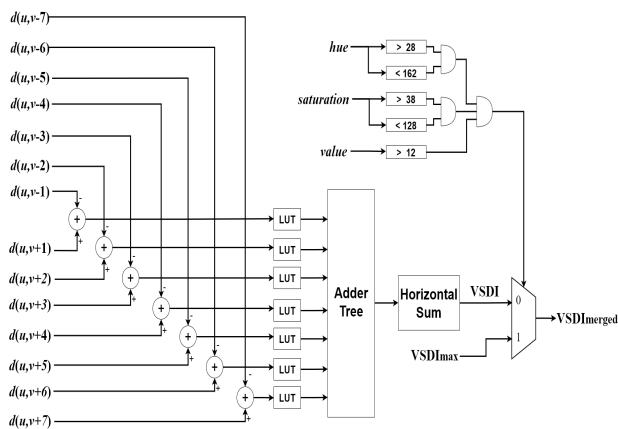 d(u,v-7)
d(u,v-6)
d(u,v-5)
d(u,v-4)
d(u,v-3)
d(u,v-2)
d(u,v-1)
d(u,v+1)
d(u,v+2)
d(u,v+3)
d(u,v+4)
d(u,v+5)
d(u,v+6)
d(u,v+7)
- + +
- + +
- + +
- + +
- + +
- + +
- + +
LUT
LUT
LUT
LUT
LUT
LUT
LUT
Adder
Tree
Horizontal
Sum
hue
> 28
< 162
saturation
> 38
< 128
value
> 12
VSDI
0
1
VSDImax
VSDImerged